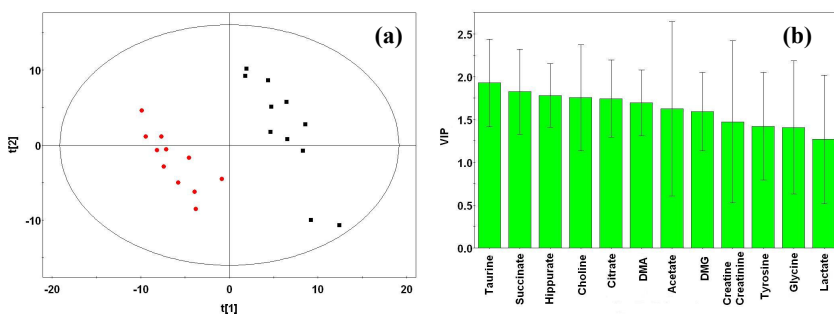 (a)
t[2]
10
0
-10
-20
-10
0
10
20
t[1]
(b)
VIP
2.5
2.0
1.5
1.0
0.5
0.0
Taurine
Succinate
Hippurate
Choline
Citrate
DMA
Acetate
DMG
Creatine
Creatinine
Tyrosine
Glycine
Lactate